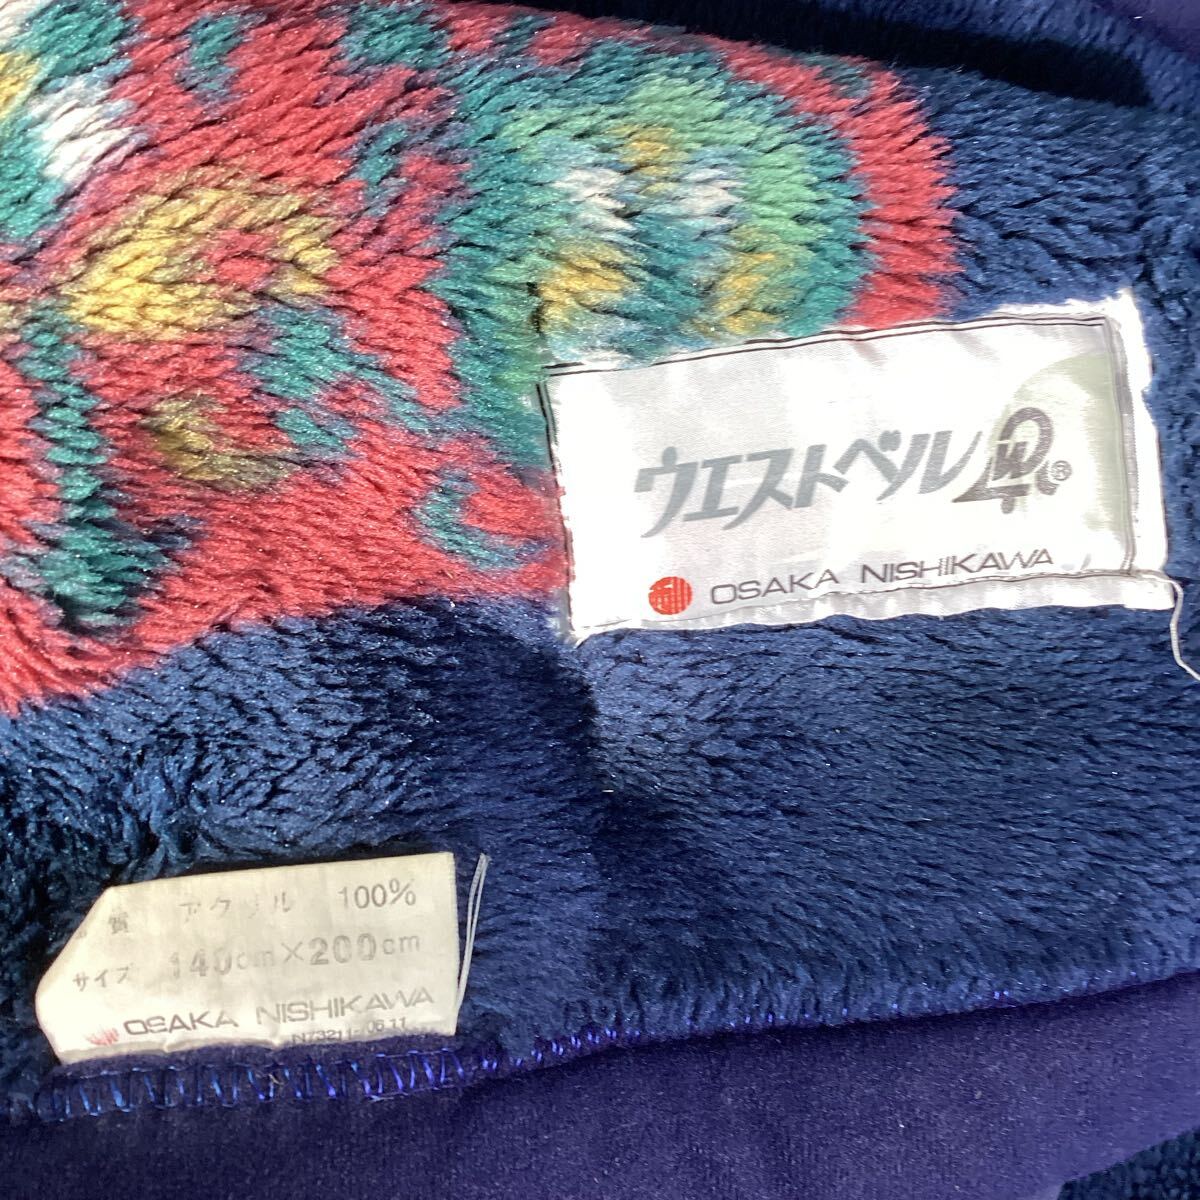 ウエストベル
®
OSAKA NISHIKAWA
質 アクリル 100%
サイズ 140cm×200cm
OSAKA NISHIKAWA